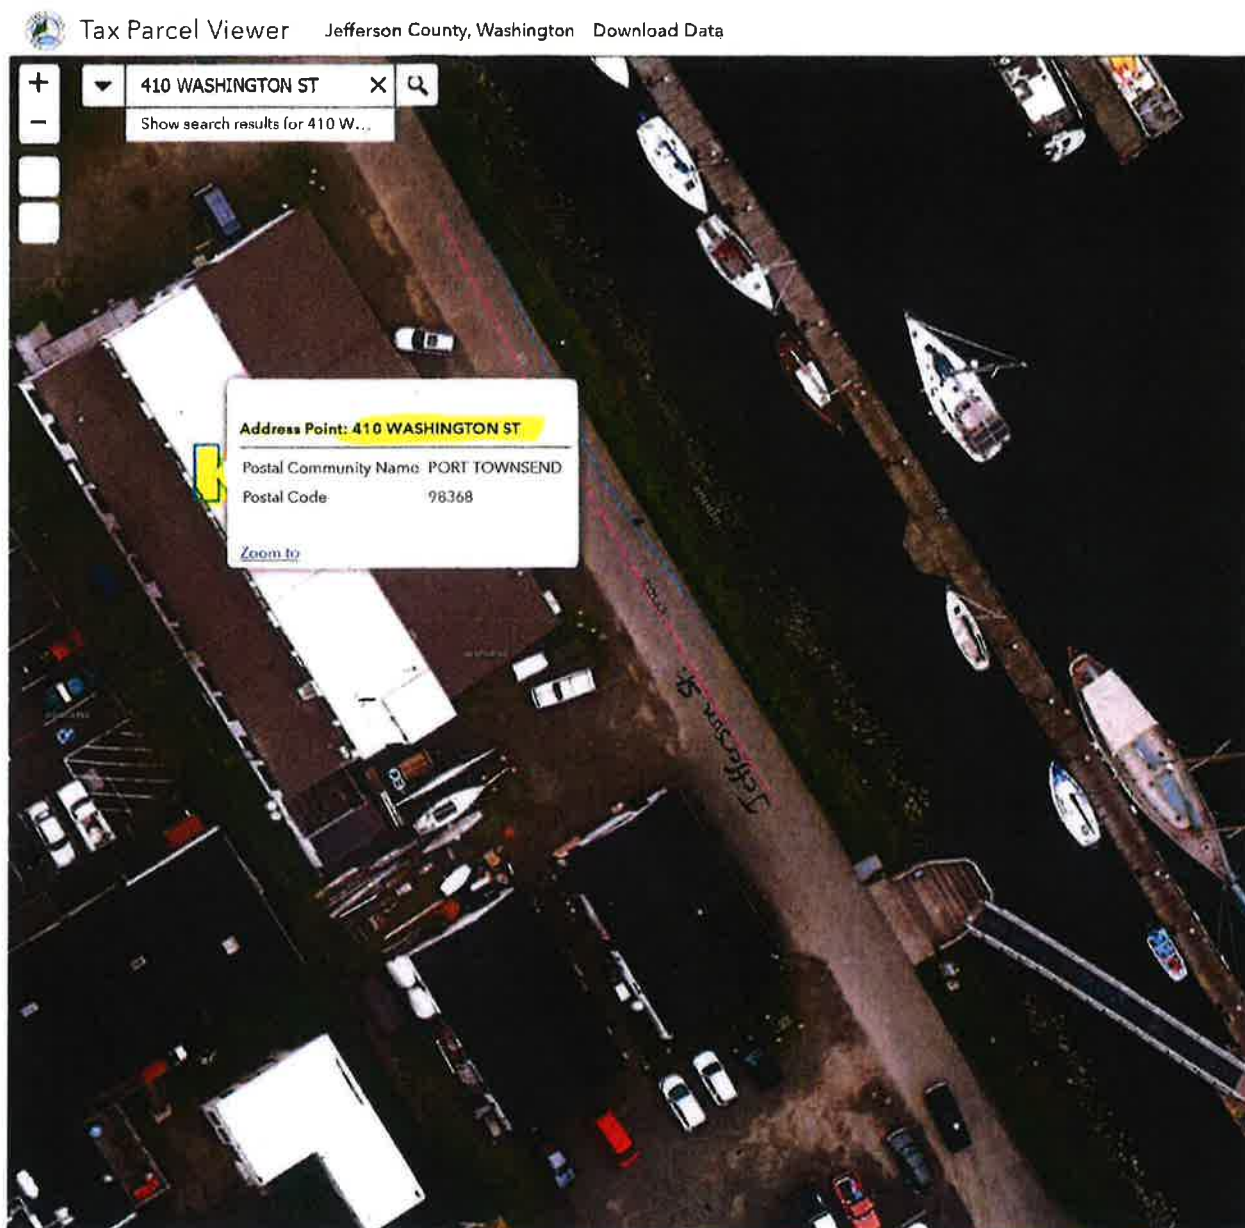 Tax Parcel Viewer Jefferson County, Washington Download Data
+
410 WASHINGTON ST X
−
Show search results for 410 W...
Address Point: 410 WASHINGTON ST
Postal Community Name PORT TOWNSEND
Postal Code 98368
Zoom to
Jefferson St.